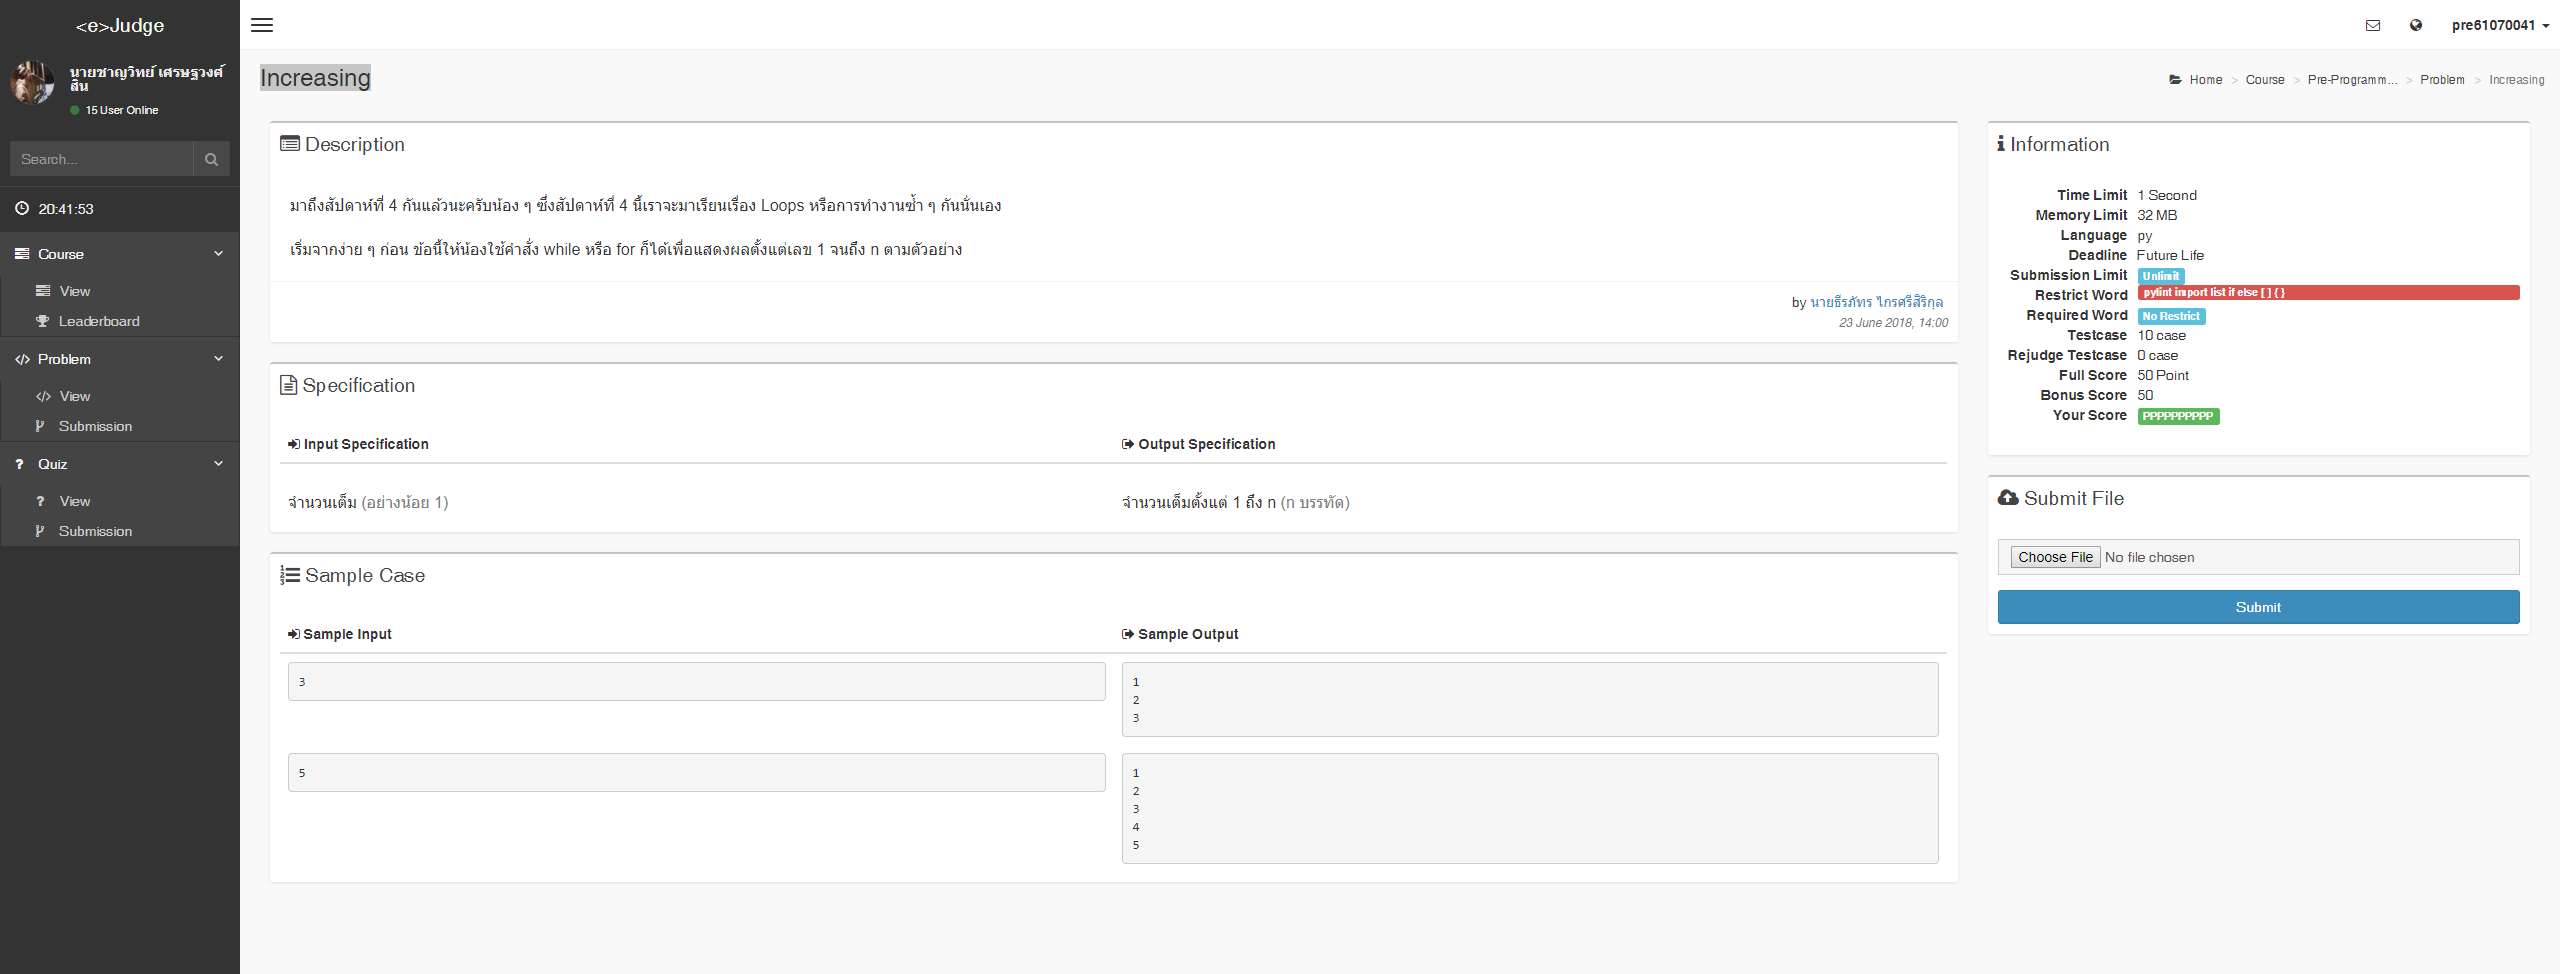 <e>Judge
นายชาญวิทย์ เศรษฐวงศ์
สิน
15 User Online
Search...
20:41:53
Course
View
Leaderboard
Problem
View
Submission
Quiz
View
Submission
pre61070041
Increasing
Home > Course > Pre-Programm... > Problem > Increasing
Description
มาถึงสัปดาห์ที่ 4 กันแล้วนะครับน้อง ๆ ซึ่งสัปดาห์ที่ 4 นี้เราจะมาเรียนเรื่อง Loops หรือการทำงานซ้ำ ๆ กันนั่นเอง
เริ่มจากง่าย ๆ ก่อน ข้อนี้ให้น้องใช้คำสั่ง while หรือ for ก็ได้เพื่อแสดงผลตั้งแต่เลข 1 จนถึง n ตามตัวอย่าง
by นายธีรภัทร ไกรศรีสิริกุล
23 June 2018, 14:00
Specification
Input Specification
Output Specification
จำนวนเต็ม (อย่างน้อย 1)
จำนวนเต็มตั้งแต่ 1 ถึง n (n บรรทัด)
Sample Case
Sample Input
Sample Output
3
1
2
3
5
1
2
3
4
5
Information
Time Limit 1 Second
Memory Limit 32 MB
Language py
Deadline Future Life
Submission Limit Unlimit
Restrict Word pylint import list if else [ ] { }
Required Word No Restrict
Testcase 10 case
Rejudge Testcase 0 case
Full Score 50 Point
Bonus Score 50
Your Score PPPPPPPPPP
Submit File
Choose File No file chosen
Submit